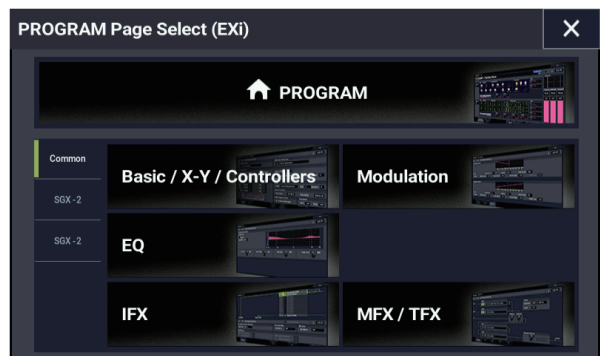 PROGRAM Page Select (EXi)
PROGRAM
Common
Basic / X-Y / Controllers
Modulation
SGX-2
SGX-2
EQ
IFX
MFX / TFX